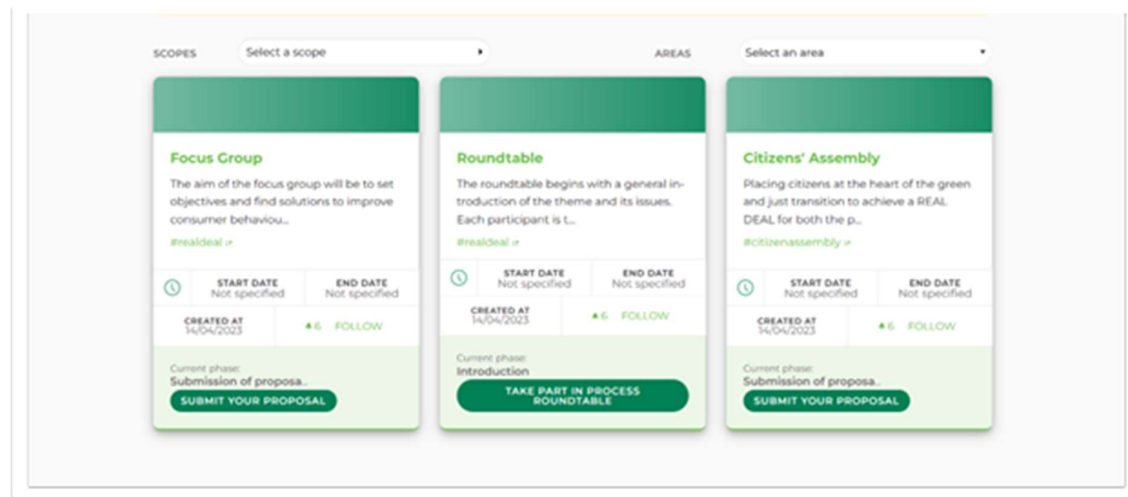 SCOPES Select a scope AREAS Select an area
Focus Group
The aim of the focus group will be to set
objectives and find solutions to improve
consumer behaviou...
#realdeal
START DATE
Not specified
END DATE
Not specified
CREATED AT
14/04/2023
6 FOLLOW
Current phase:
Submission of proposa..
SUBMIT YOUR PROPOSAL
Roundtable
The roundtable begins with a general in-
troduction of the theme and its issues.
Each participant is t...
#realdeal
START DATE
Not specified
END DATE
Not specified
CREATED AT
14/04/2023
6 FOLLOW
Current phase:
Introduction
TAKE PART IN PROCESS
ROUNDTABLE
Citizens' Assembly
Placing citizens at the heart of the green
and just transition to achieve a REAL
DEAL for both the p...
#citizenassembly
START DATE
Not specified
END DATE
Not specified
CREATED AT
14/04/2023
6 FOLLOW
Current phase:
Submission of proposa..
SUBMIT YOUR PROPOSAL